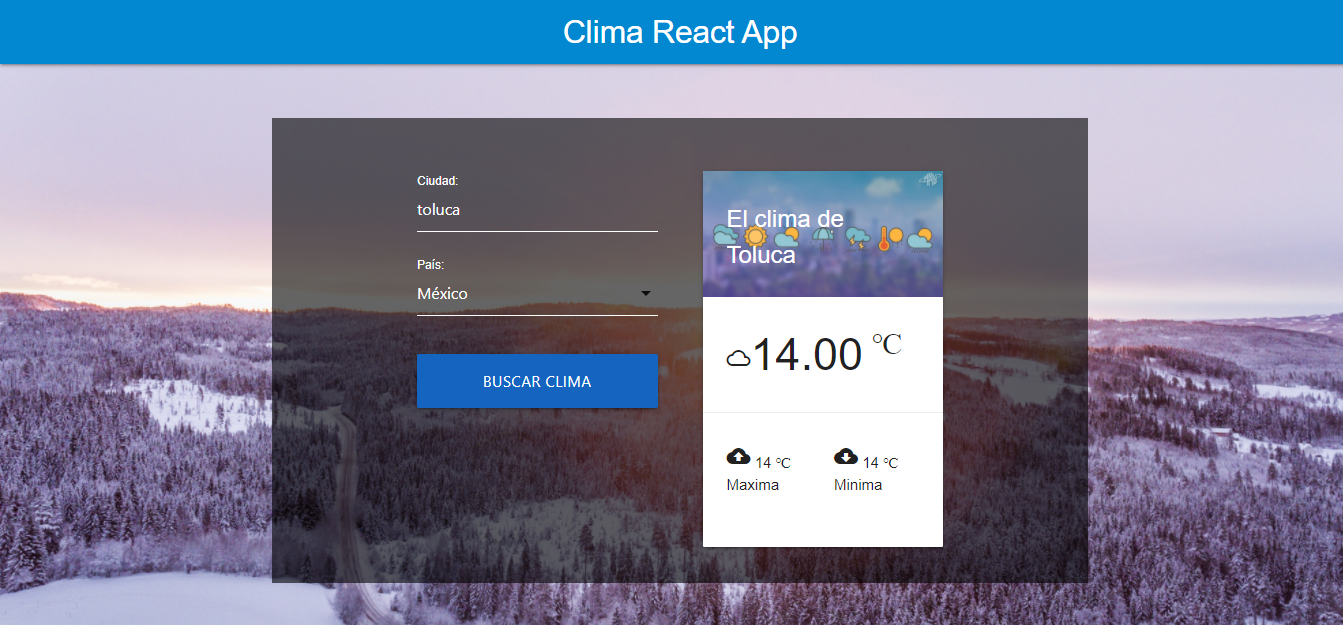 Clima React App
Ciudad:
toluca
País:
México
BUSCAR CLIMA
El clima de
Toluca
14.00 °C
14 °C
Maxima
14 °C
Minima